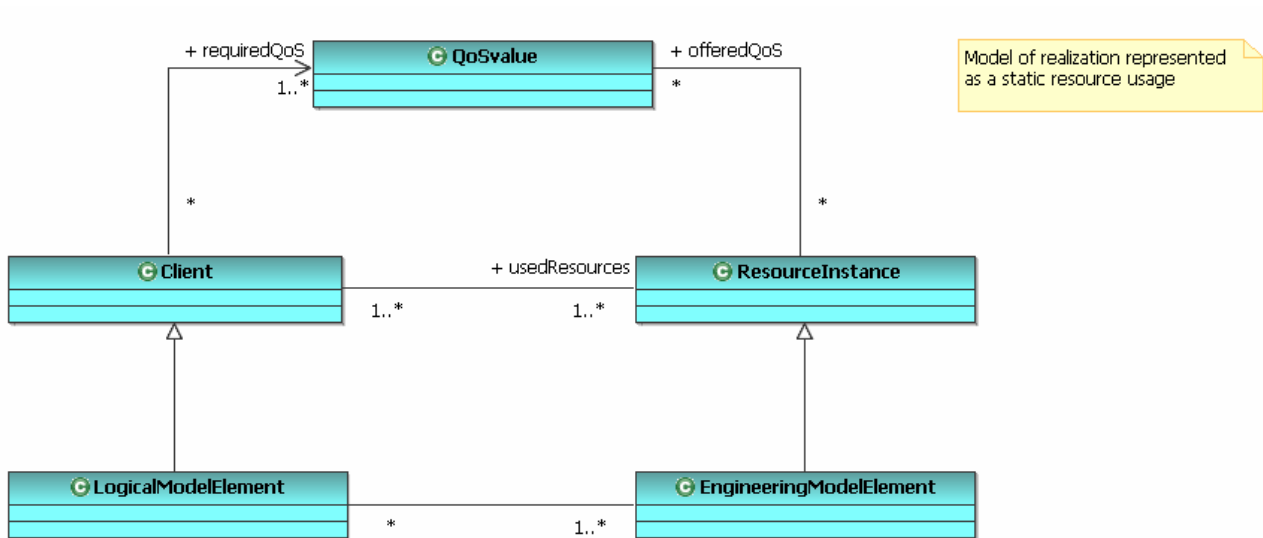 + requiredQoS
1..*
C QoSvalue
+ offeredQoS
*
Model of realization represented
as a static resource usage
*
*
C Client
+ usedResources
C ResourceInstance
1..*
1..*
C LogicalModelElement
C EngineeringModelElement
*
1..*